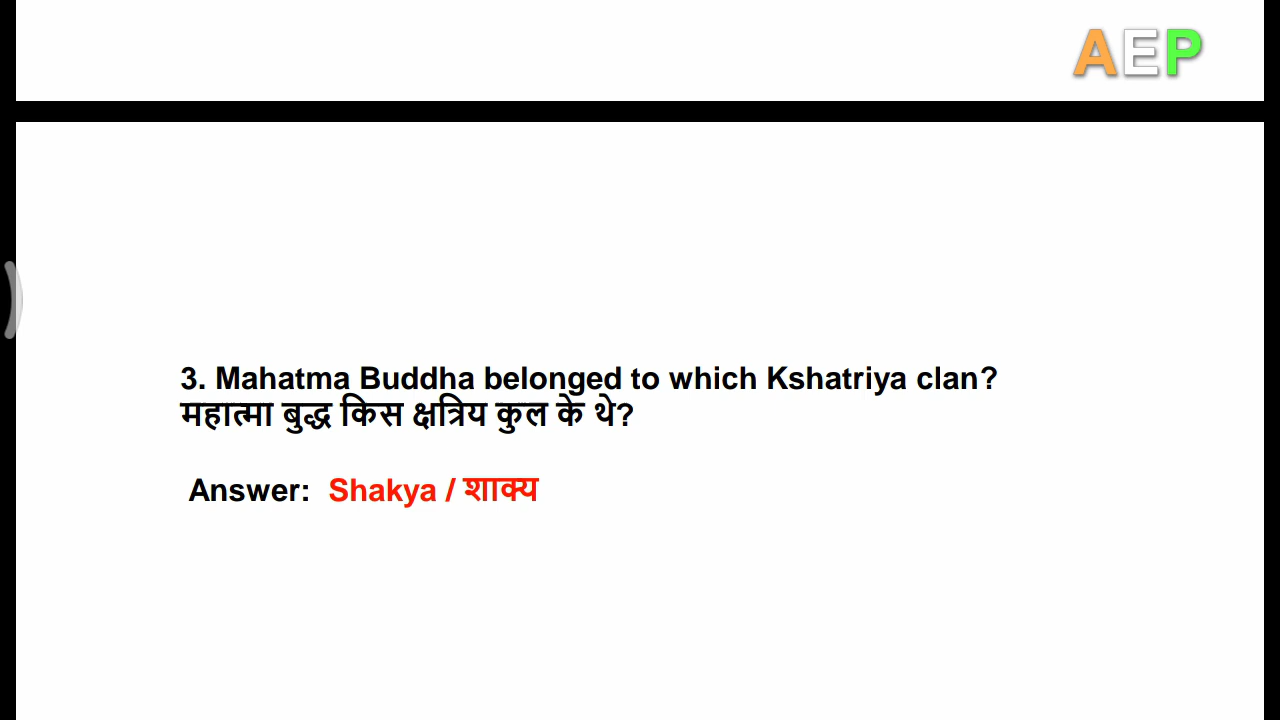 AEP
3. Mahatma Buddha belonged to which Kshatriya clan?
महात्मा बुद्ध किस क्षत्रिय कुल के थे?
Answer: Shakya / शाक्य